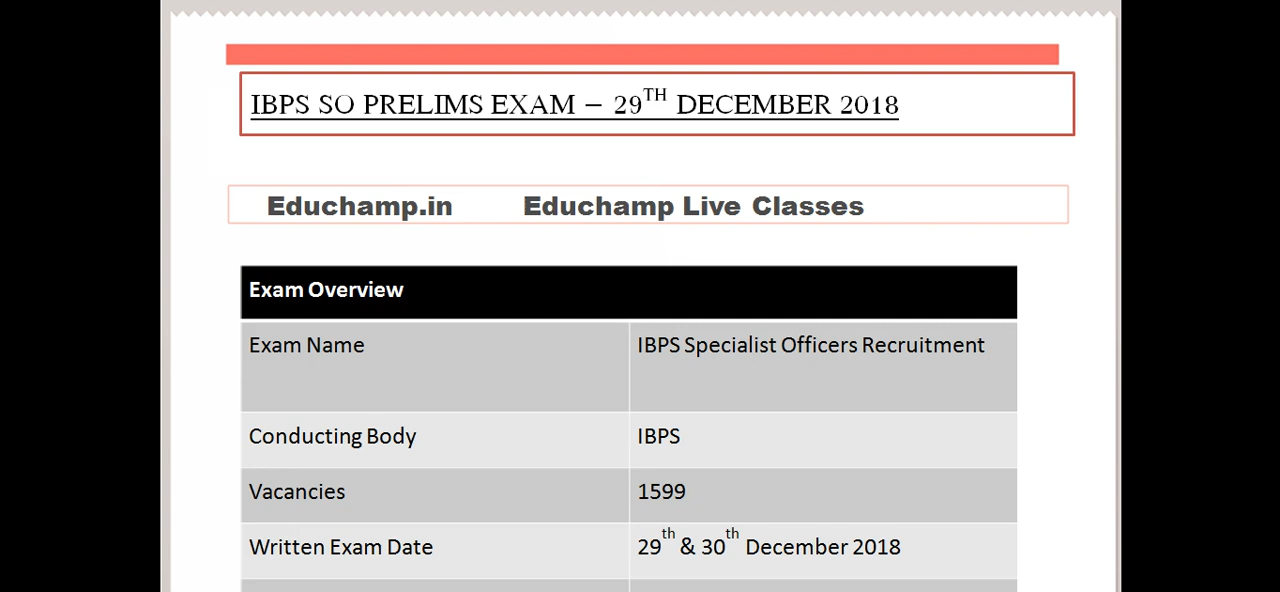 IBPS SO PRELIMS EXAM – 29TH DECEMBER 2018
Educhamp.in Educhamp Live Classes
Exam Overview
Exam Name IBPS Specialist Officers Recruitment
Conducting Body IBPS
Vacancies 1599
Written Exam Date 29th & 30th December 2018